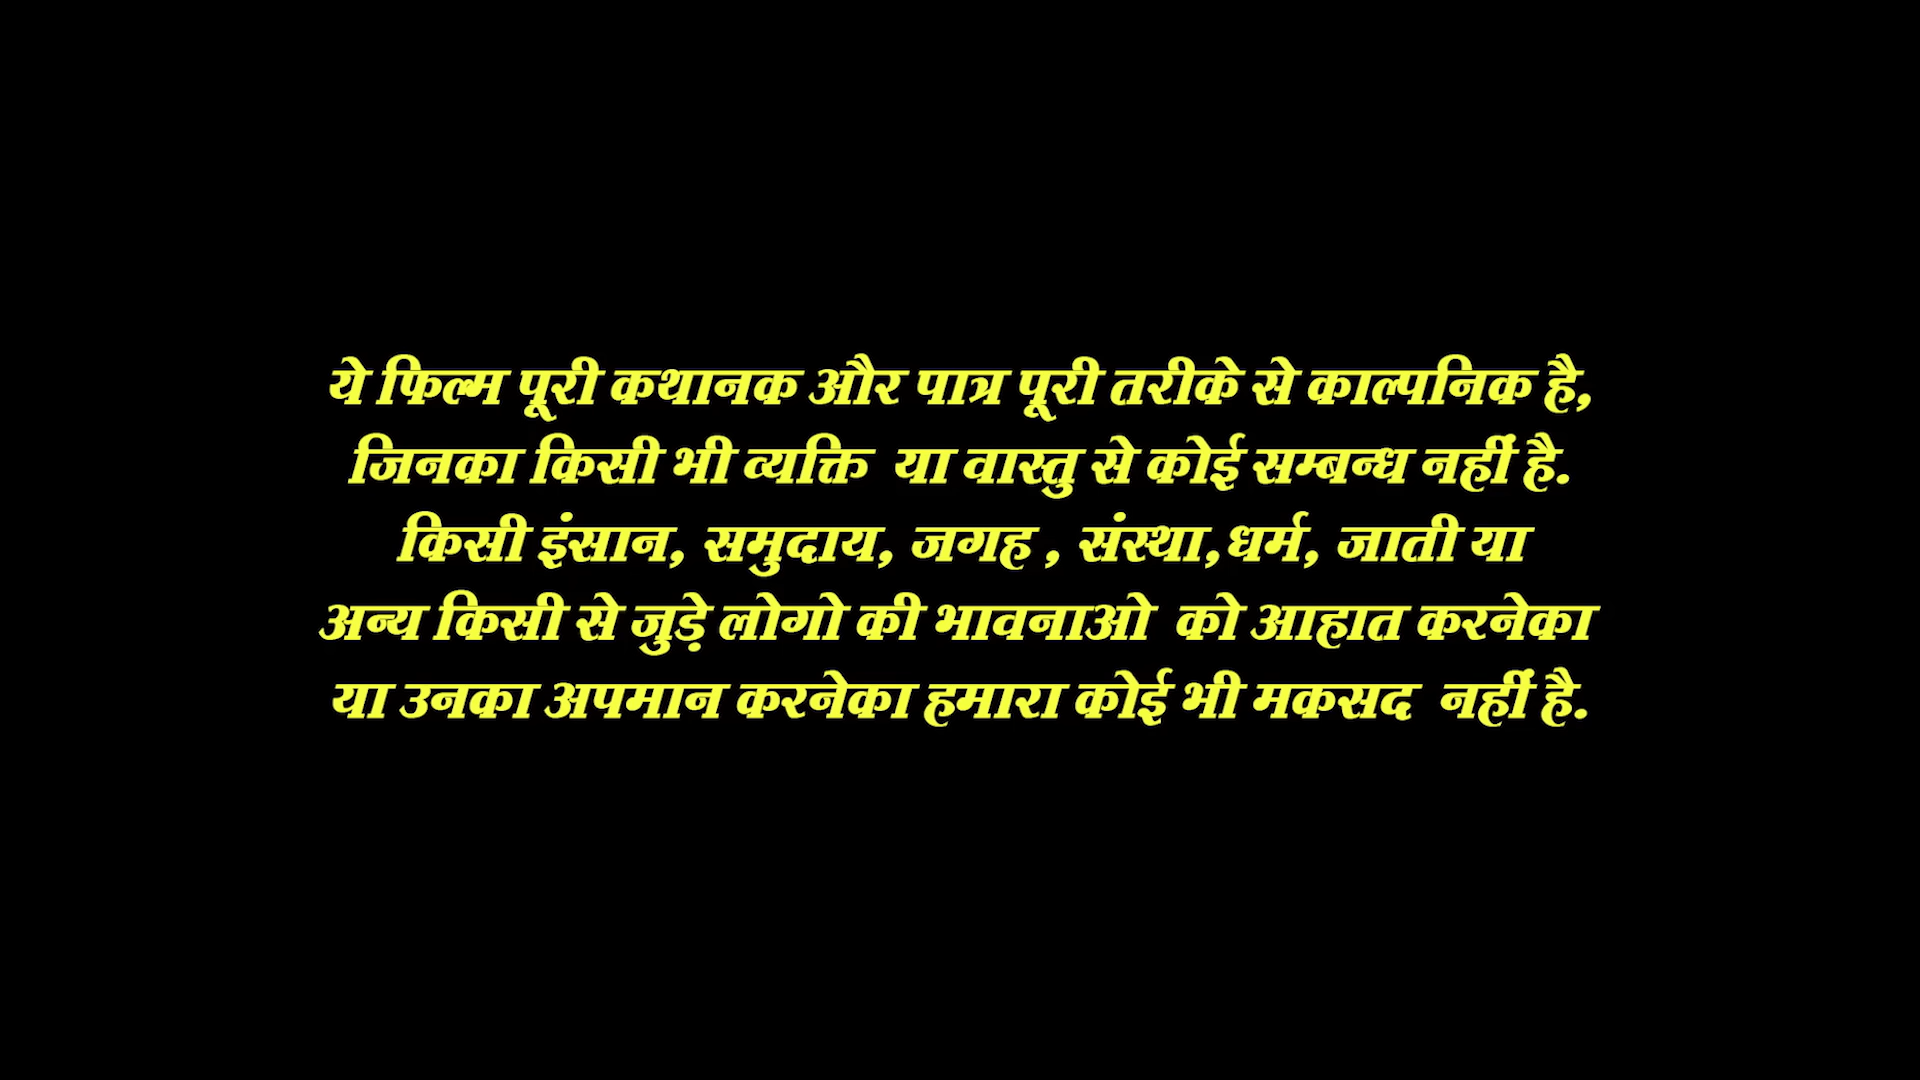 ये फिल्म पूरी कथानक और पात्र पूरी तरीके से काल्पनिक है,
जिनका किसी भी व्यक्ति या वास्तु से कोई सम्बन्ध नहीं है.
किसी इंसान, समुदाय, जगह , संस्था,धर्म, जाती या
अन्य किसी से जुड़े लोगो की भावनाओ को आहात करनेका
या उनका अपमान करनेका हमारा कोई भी मकसद नहीं है.